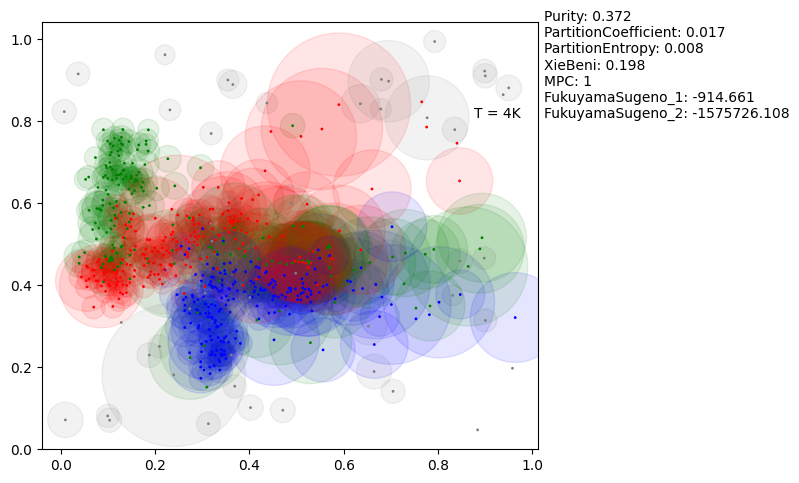 Purity: 0.372
PartitionCoefficient: 0.017
PartitionEntropy: 0.008
XieBeni: 0.198
MPC: 1
FukuyamaSugeno_1: -914.661
FukuyamaSugeno_2: -1575726.108
T = 4K
1.0
0.8
0.6
0.4
0.2
0.0
0.0 0.2 0.4 0.6 0.8 1.0